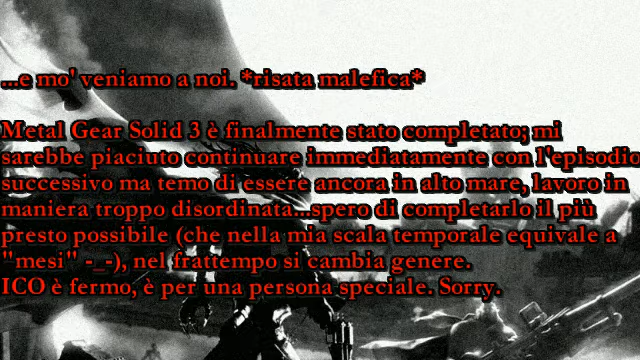 ...e mo' veniamo a noi. *risata malefica*
Metal Gear Solid 3 è finalmente stato completato; mi
sarebbe piaciuto continuare immediatamente con l'episodio
successivo ma temo di essere ancora in alto mare, lavoro in
maniera troppo disordinata...spero di completarlo il più
presto possibile (che nella mia scala temporale equivale a
"mesi" -_-), nel frattempo si cambia genere.
ICO è fermo, è per una persona speciale. Sorry.